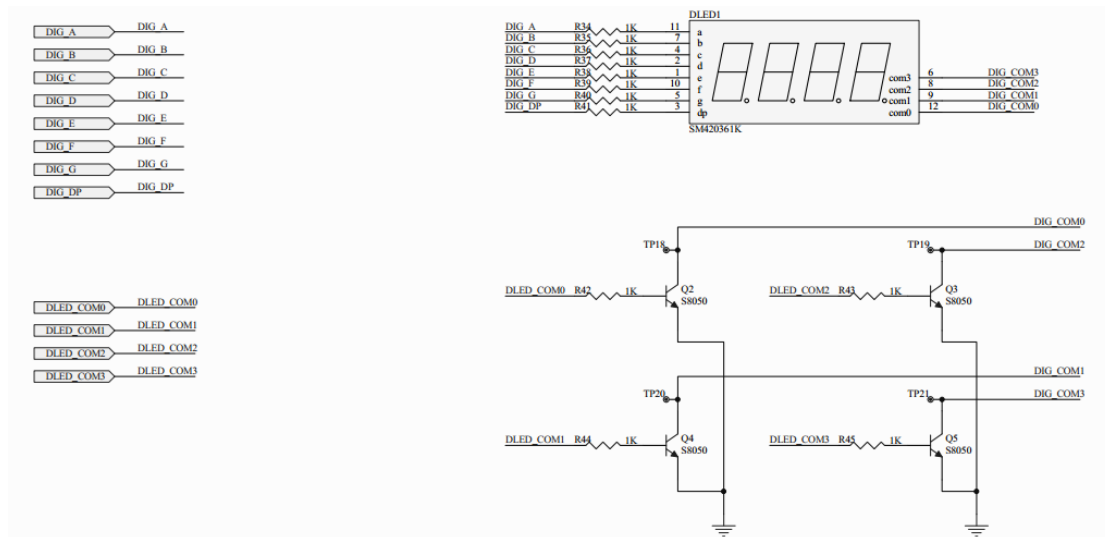 DIG_A DIG_A
DIG_B DIG_B
DIG_C DIG_C
DIG_D DIG_D
DIG_E DIG_E
DIG_F DIG_F
DIG_G DIG_G
DIG_DP DIG_DP
DLED_COM0 DLED_COM0
DLED_COM1 DLED_COM1
DLED_COM2 DLED_COM2
DLED_COM3 DLED_COM3
DLED1
DIG_A R34 1K 11 a
DIG_B R35 1K 7 b
DIG_C R36 1K 4 c
DIG_D R37 1K 2 d
DIG_E R38 1K 1 e com3 6 DIG_COM3
DIG_F R39 1K 10 f com2 8 DIG_COM2
DIG_G R40 1K 5 g com1 9 DIG_COM1
DIG_DP R41 1K 3 dp com0 12 DIG_COM0
SM420361K
DIG_COM0
TP18 TP19 DIG_COM2
DLED_COM0 R42 1K Q2 DLED_COM2 R43 1K Q3
S8050 S8050
DIG_COM1
TP20 TP21 DIG_COM3
DLED_COM1 R44 1K Q4 DLED_COM3 R45 1K Q5
S8050 S8050